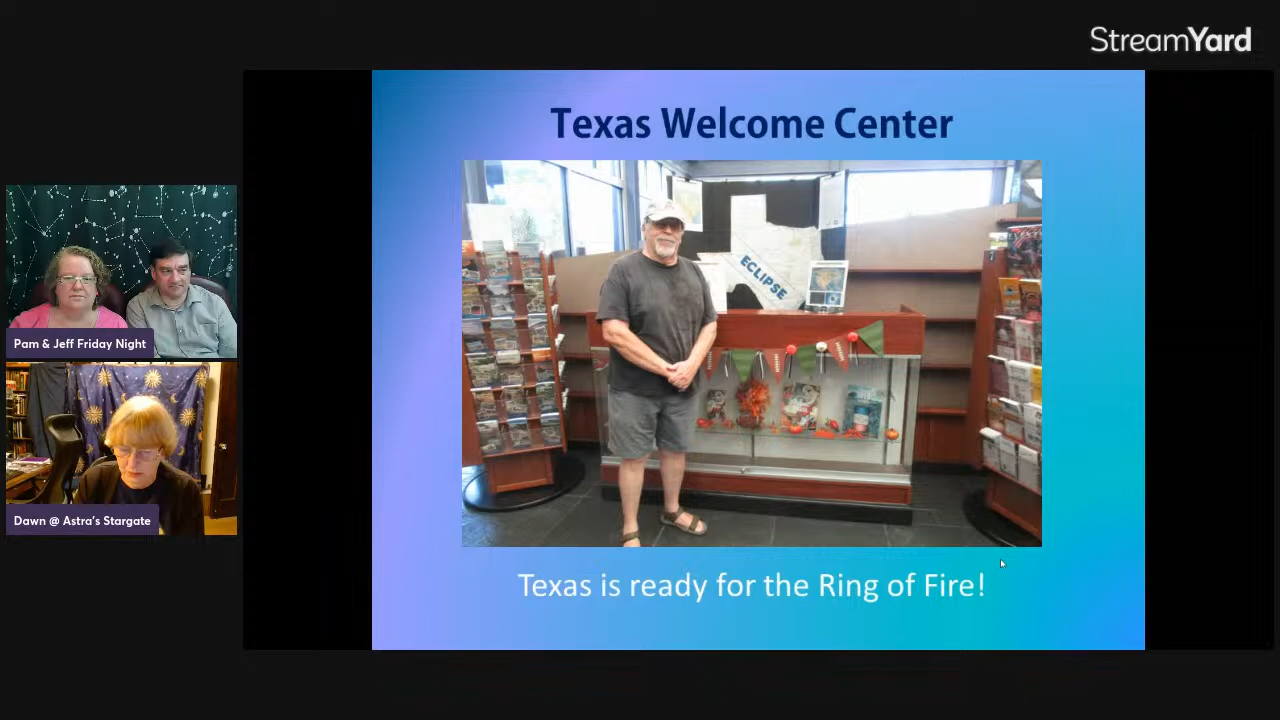 StreamYard
Texas Welcome Center
ECLIPSE
Texas is ready for the Ring of Fire!
Pam & Jeff Friday Night
Dawn @ Astra's Stargate